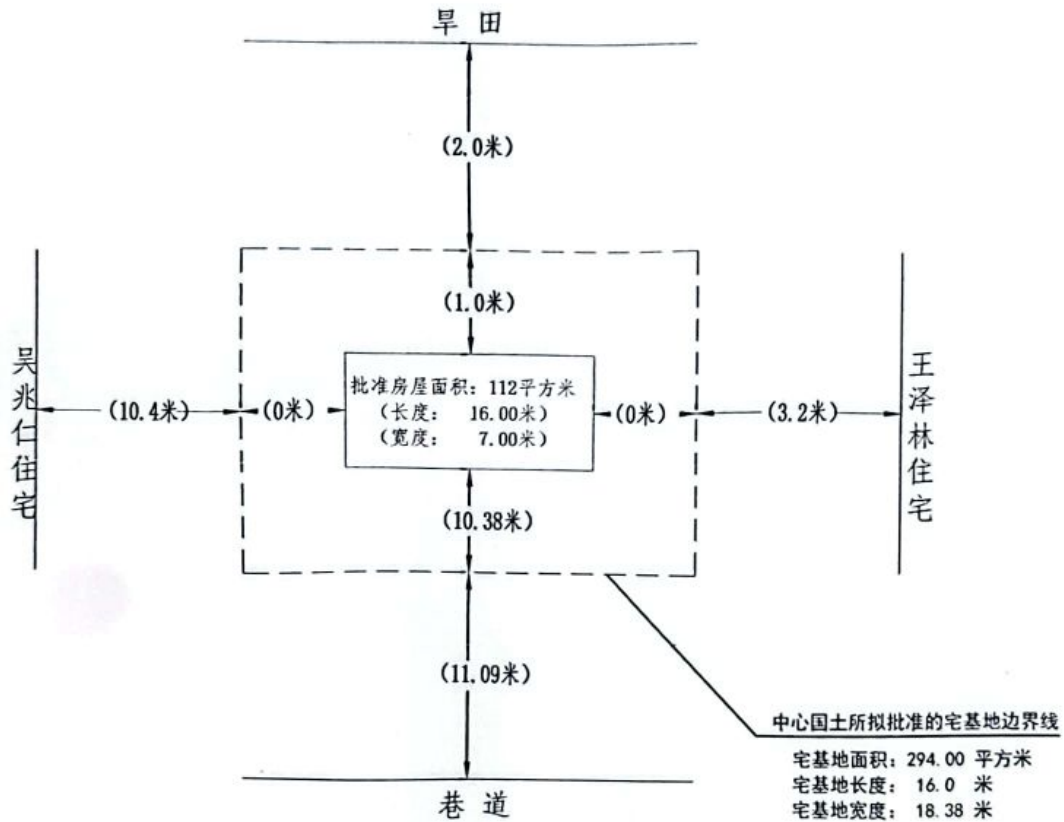 旱田
(2.0米)
(1.0米)
吴兆仁住宅
(10.4米)
(0米)
批准房屋面积: 112平方米
(长度: 16.00米)
(宽度: 7.00米)
(0米)
(3.2米)
王泽林住宅
(10.38米)
(11.09米)
巷道
中心国土所拟批准的宅基地边界线
宅基地面积: 294.00 平方米
宅基地长度: 16.0 米
宅基地宽度: 18.38 米